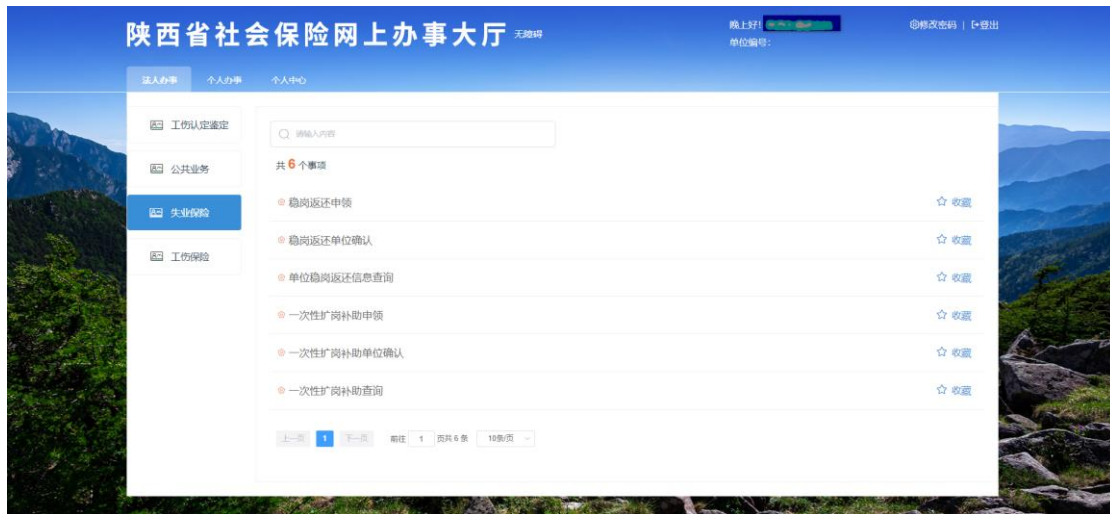 陕西省社会保险网上办事大厅 无障碍
晚上好!
修改密码 | 登出
单位编号:
法人办事 个人办事 个人中心
工伤认定鉴定
公共业务
失业保险
工伤保险
请输入内容
共6个事项
稳岗返还申领 收藏
稳岗返还单位确认 收藏
单位稳岗返还信息查询 收藏
一次性扩岗补助申领 收藏
一次性扩岗补助单位确认 收藏
一次性扩岗补助查询 收藏
上一页 1 下一页 前往 1 页共 6 条 10条/页